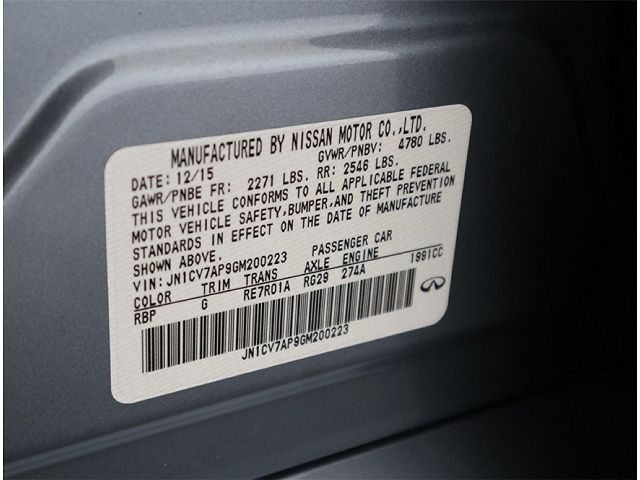 MANUFACTURED BY NISSAN MOTOR CO.,LTD.
DATE: 12/15 GVWR/PNBV: 4780 LBS.
GAWR/PNBE FR: 2271 LBS. RR: 2546 LBS.
THIS VEHICLE CONFORMS TO ALL APPLICABLE FEDERAL
MOTOR VEHICLE SAFETY,BUMPER,AND THEFT PREVENTION
STANDARDS IN EFFECT ON THE DATE OF MANUFACTURE
SHOWN ABOVE.
VIN: JN1CV7AP9GM200223 PASSENGER CAR
COLOR TRIM TRANS AXLE ENGINE 1991CC
RBP G RE7R01A RG29 274A
JN1CV7AP9GM200223